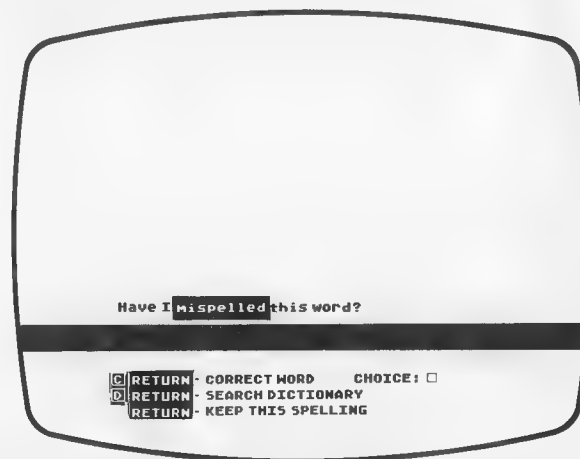 Have I mispelled this word?
C RETURN - CORRECT WORD CHOICE:
D RETURN - SEARCH DICTIONARY
RETURN - KEEP THIS SPELLING